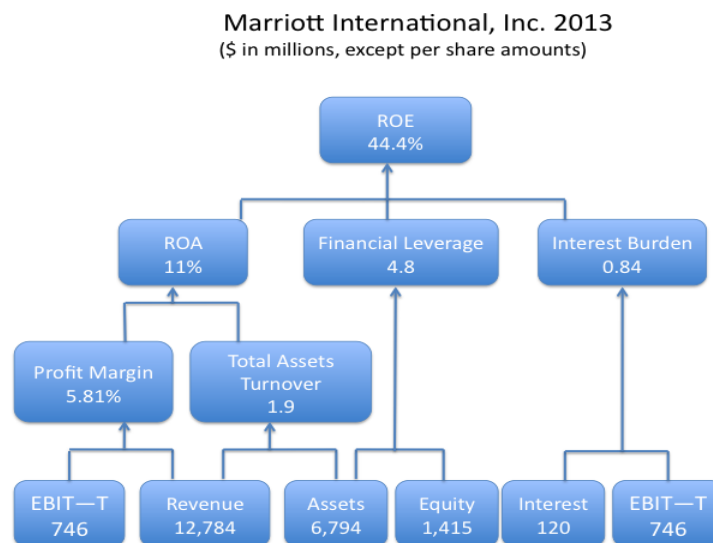 Marriott International, Inc. 2013
($ in millions, except per share amounts)
ROE
44.4%
ROA
11%
Financial Leverage
4.8
Interest Burden
0.84
Profit Margin
5.81%
Total Assets
Turnover
1.9
EBIT—T
746
Revenue
12,784
Assets
6,794
Equity
1,415
Interest
120
EBIT—T
746